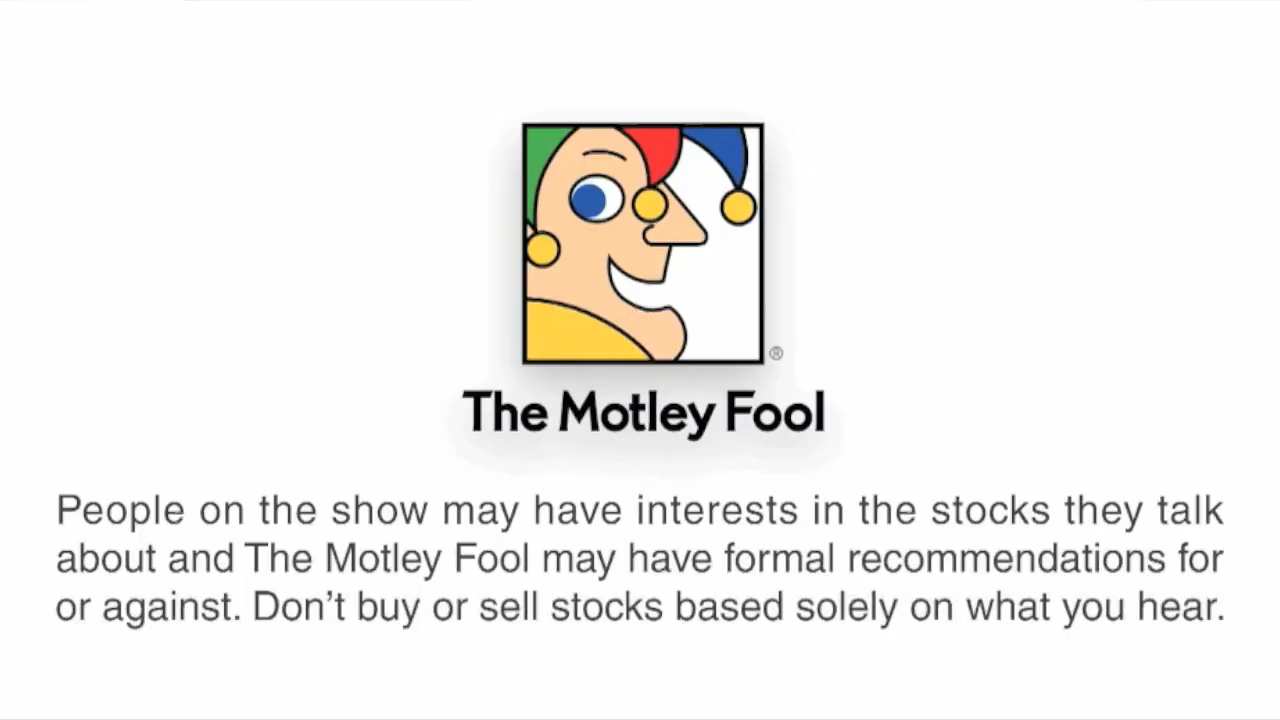 ®
The Motley Fool
People on the show may have interests in the stocks they talk
about and The Motley Fool may have formal recommendations for
or against. Don’t buy or sell stocks based solely on what you hear.